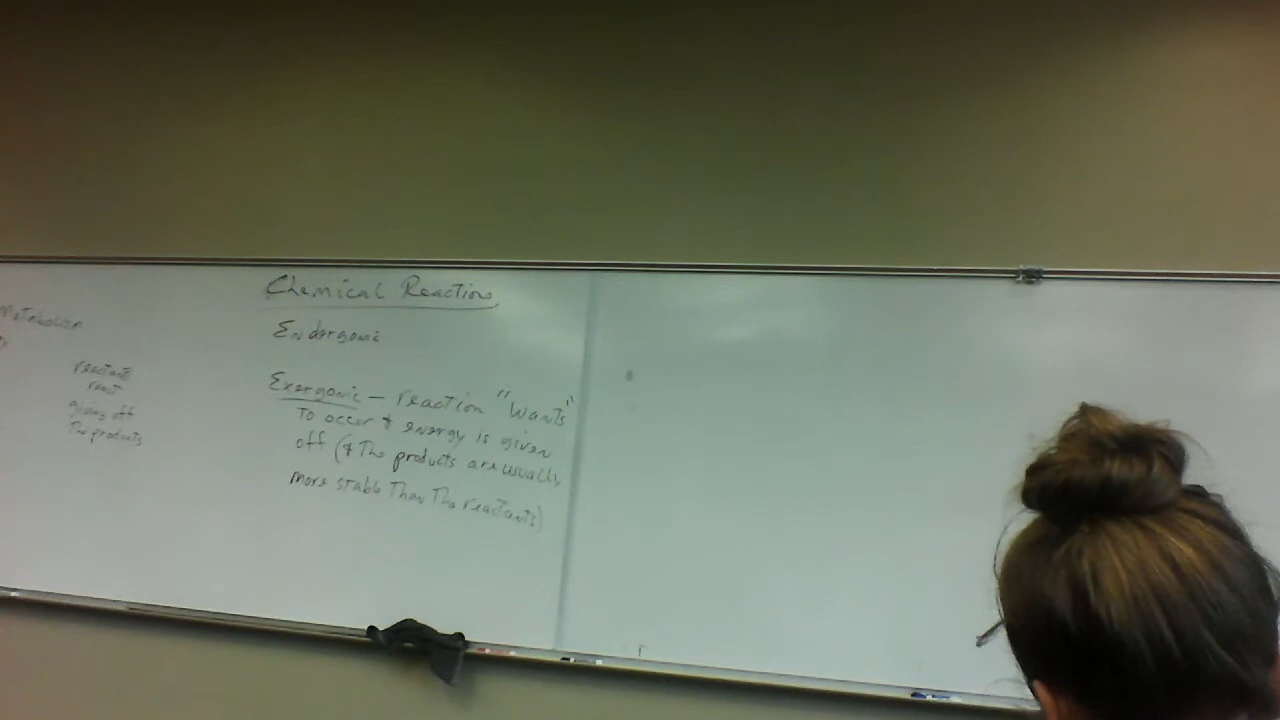 Metabolism
reactants
react
giving off
The products
Chemical Reactions
Endergonic
Exergonic – reaction "wants"
To occur & energy is given
off (& The products are usually
more stable Than The reactants)